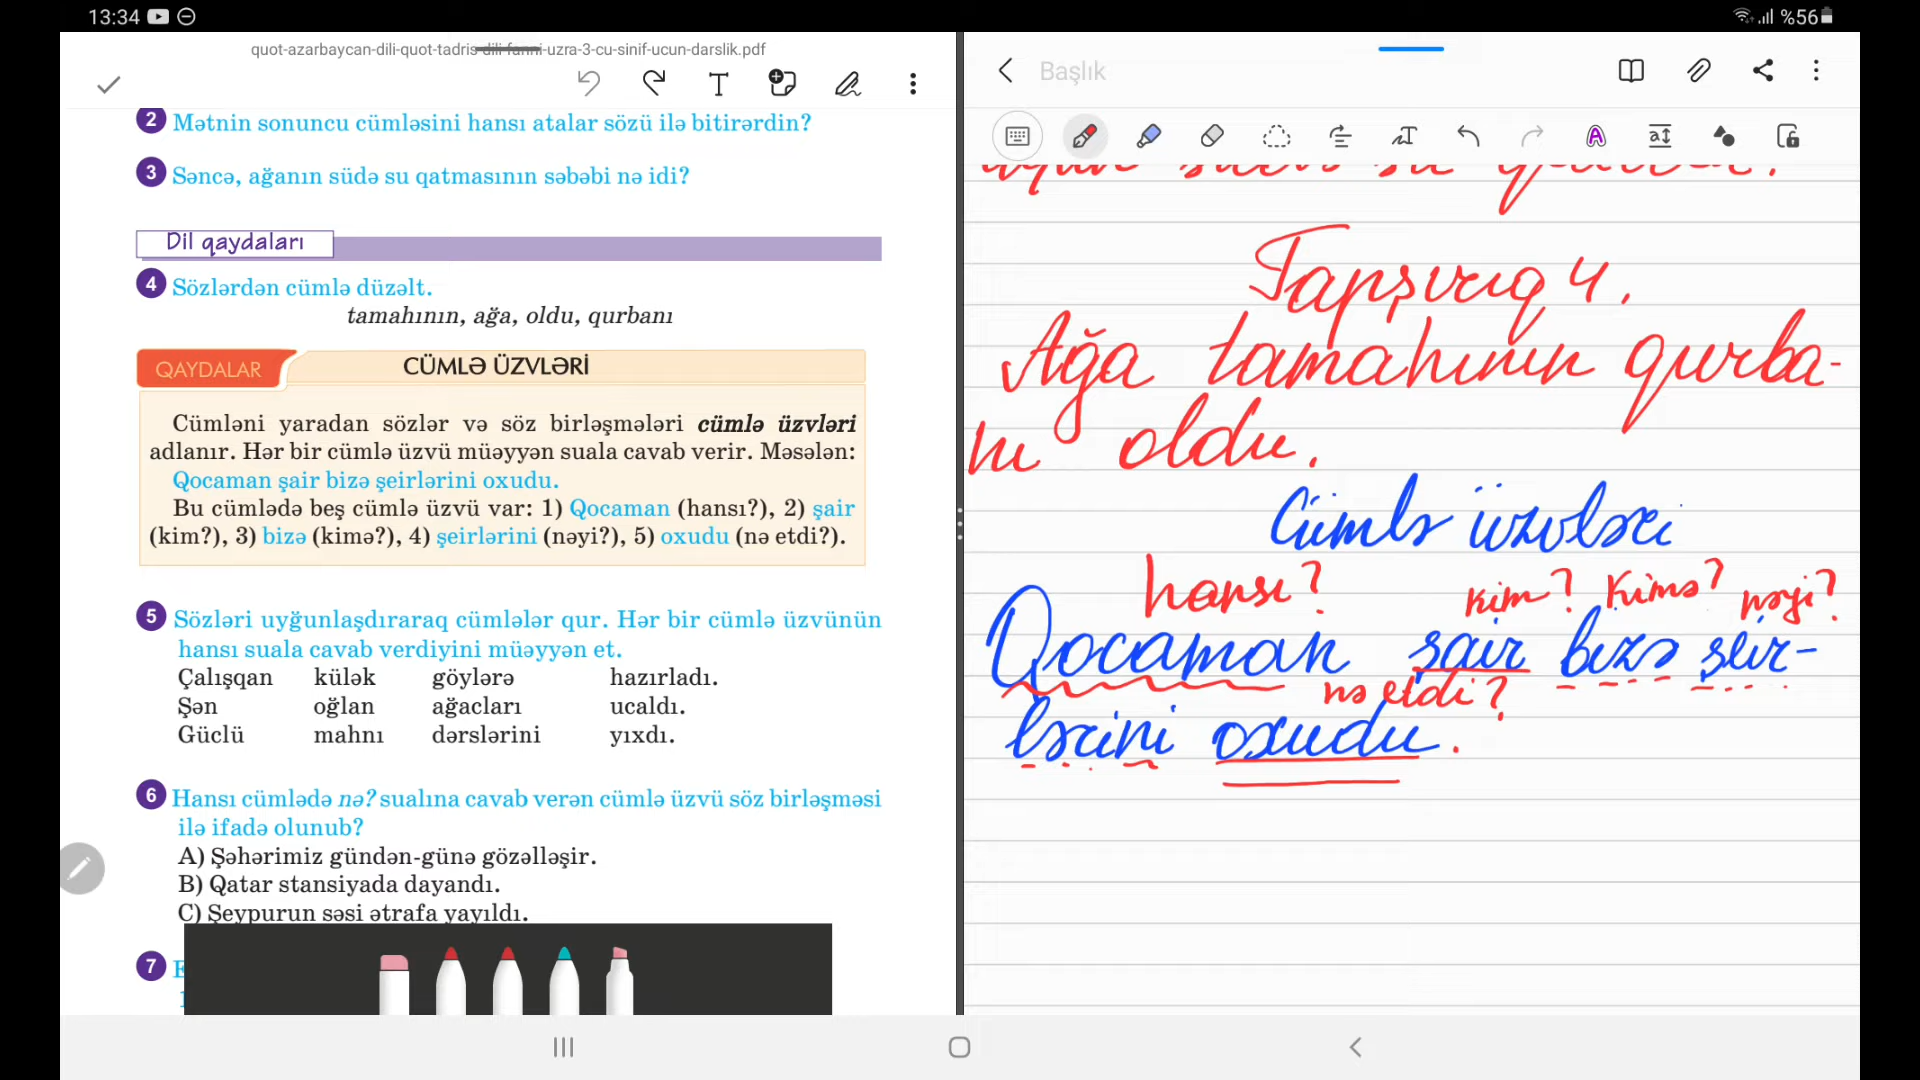 13:34
%56
quot-azarbaycan-dili-quot-tadris-dili-fanni-uzra-3-cu-sinif-ucun-darslik.pdf
2 Mətnin sonuncu cümləsini hansı atalar sözü ilə bitirərdin?
3 Səncə, ağanın südə su qatmasının səbəbi nə idi?
Dil qaydaları
4 Sözlərdən cümlə düzəlt.
tamahının, ağa, oldu, qurbanı
QAYDALAR CÜMLƏ ÜZVLƏRİ
Cümləni yaradan sözlər və söz birləşmələri cümlə üzvləri
adlanır. Hər bir cümlə üzvü müəyyən suala cavab verir. Məsələn:
Qocaman şair bizə şeirlərini oxudu.
Bu cümlədə beş cümlə üzvü var: 1) Qocaman (hansı?), 2) şair
(kim?), 3) bizə (kimə?), 4) şeirlərini (nəyi?), 5) oxudu (nə etdi?).
5 Sözləri uyğunlaşdıraraq cümlələr qur. Hər bir cümlə üzvünün
hansı suala cavab verdiyini müəyyən et.
Çalışqan külək göylərə hazırladı.
Şən oğlan ağacları ucaldı.
Güclü mahnı dərslərini yıxdı.
6 Hansı cümlədə nə? sualına cavab verən cümlə üzvü söz birləşməsi
ilə ifadə olunub?
A) Şəhərimiz gündən-günə gözəlləşir.
B) Qatar stansiyada dayandı.
C) Şeypurun səsi ətrafa yayıldı.
7
Başlık
Tapşırıq 4.
Ağa tamahının qurba-
nı oldu.
Cümlə üzvləri
hansı? kim? Kimə? nəyi?
Qocaman şair bizə şeir-
nə etdi?
lərini oxudu.